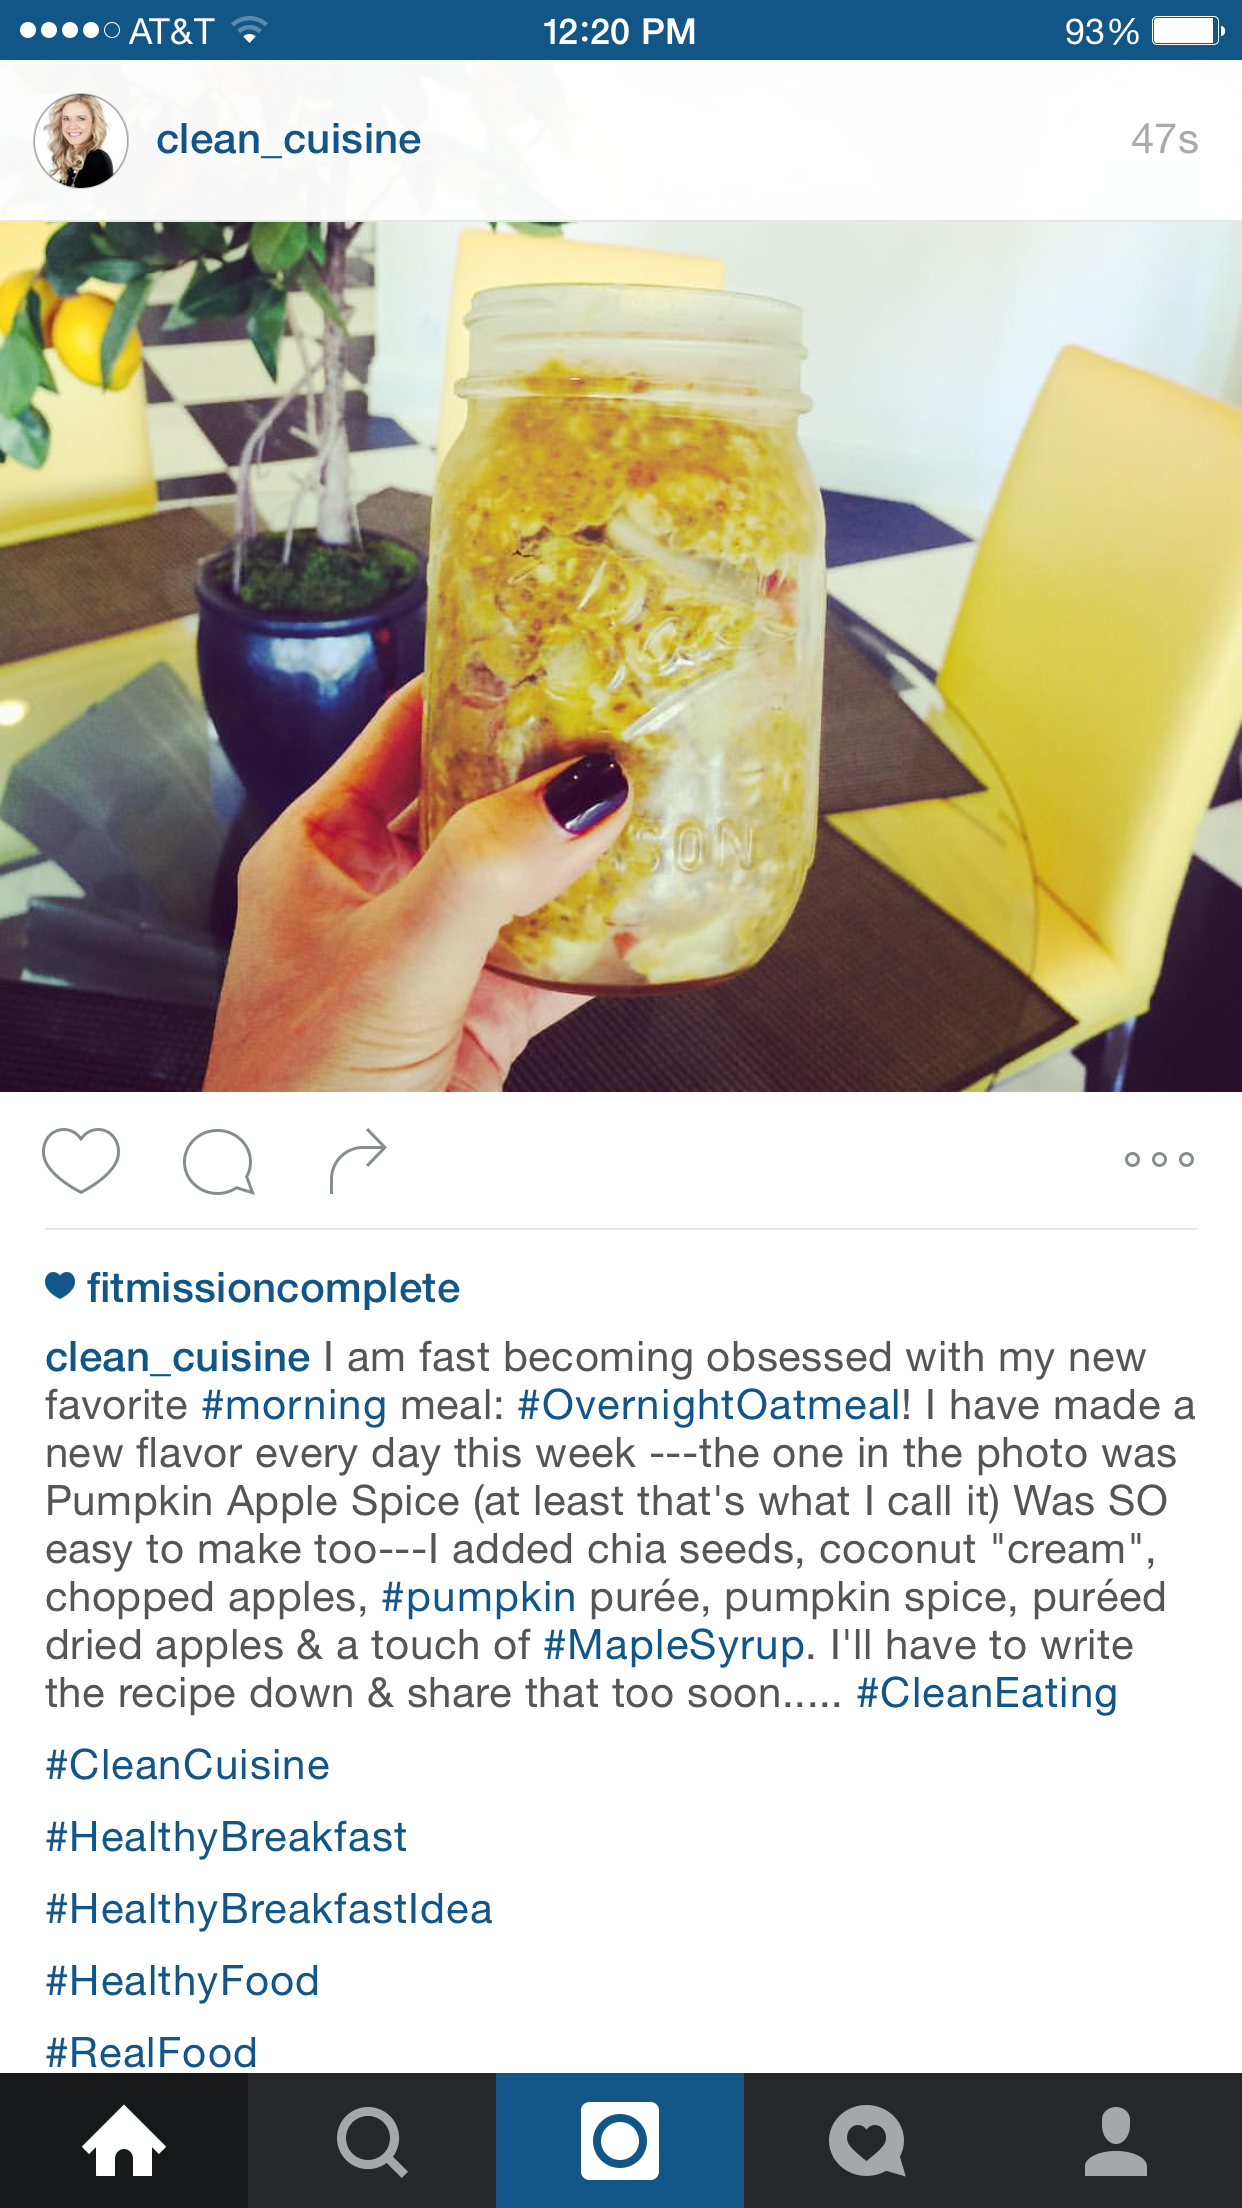 AT&T 12:20 PM 93%
clean_cuisine 47s
SON
fitmissioncomplete
clean_cuisine I am fast becoming obsessed with my new
favorite #morning meal: #OvernightOatmeal! I have made a
new flavor every day this week ---the one in the photo was
Pumpkin Apple Spice (at least that's what I call it) Was SO
easy to make too---I added chia seeds, coconut "cream",
chopped apples, #pumpkin purée, pumpkin spice, puréed
dried apples & a touch of #MapleSyrup. I'll have to write
the recipe down & share that too soon..... #CleanEating
#CleanCuisine
#HealthyBreakfast
#HealthyBreakfastIdea
#HealthyFood
#RealFood